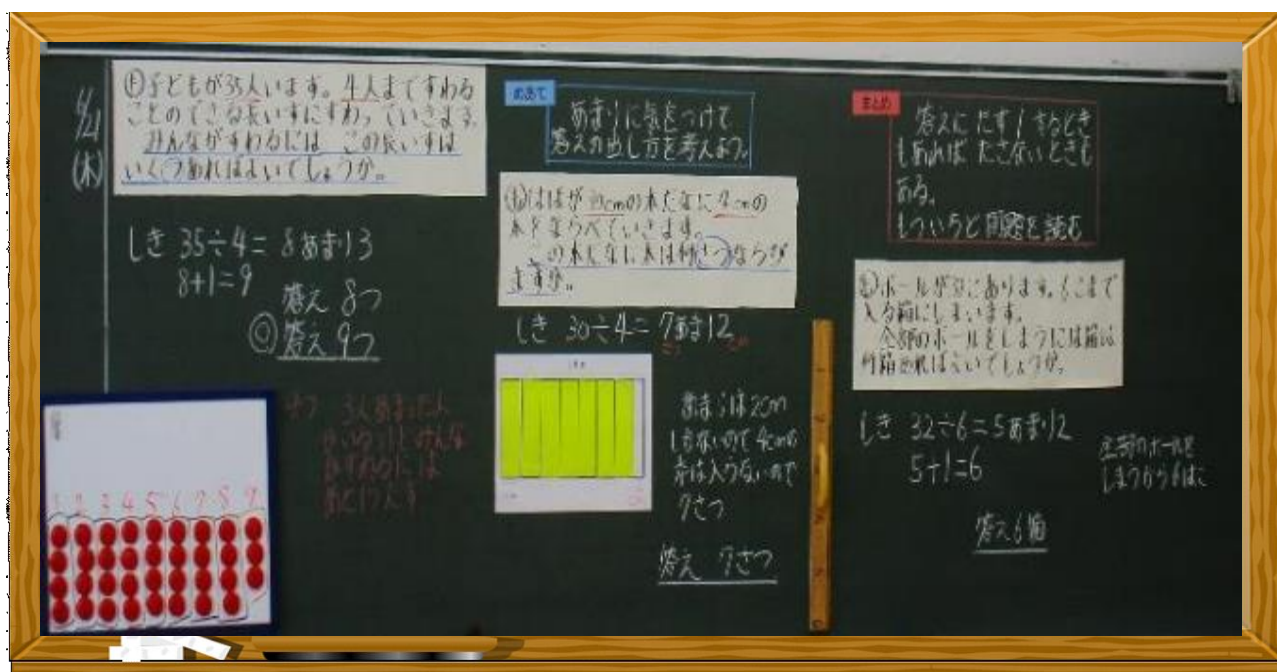 4/21
(木)
子どもが35人います。4人まですわる
ことのできる長いすにすわっていきます。
みんながすわるには この長いすは
いくつあればよいでしょうか。
しき 35÷4=8あまり3
8+1=9
答え 8つ
◎答え 9つ
1 2 3 4 5 6 7 8 9
3人あまった
めあて
あまりに気をつけて
答えの出し方を考えよう。
はばが30cmの本だなに4cmの
本をならべていきます。
この本だなに本は何さつならび
ますか。
しき 30÷4=7あまり2
あまりは2cm
しかないので4cmの
本は入らないので
7さつ
答え 7さつ
まとめ
答えに たす1するとき
もあれば たさないときも
ある。
もういちど問題を読む
ボールが32こあります。6こまで
入る箱にしまいます。
全部のボールをしまうには箱は
何箱あればよいでしょうか。
しき 32÷6=5あまり2
5+1=6
全部のボールを
しまうから6はこ
答え6箱